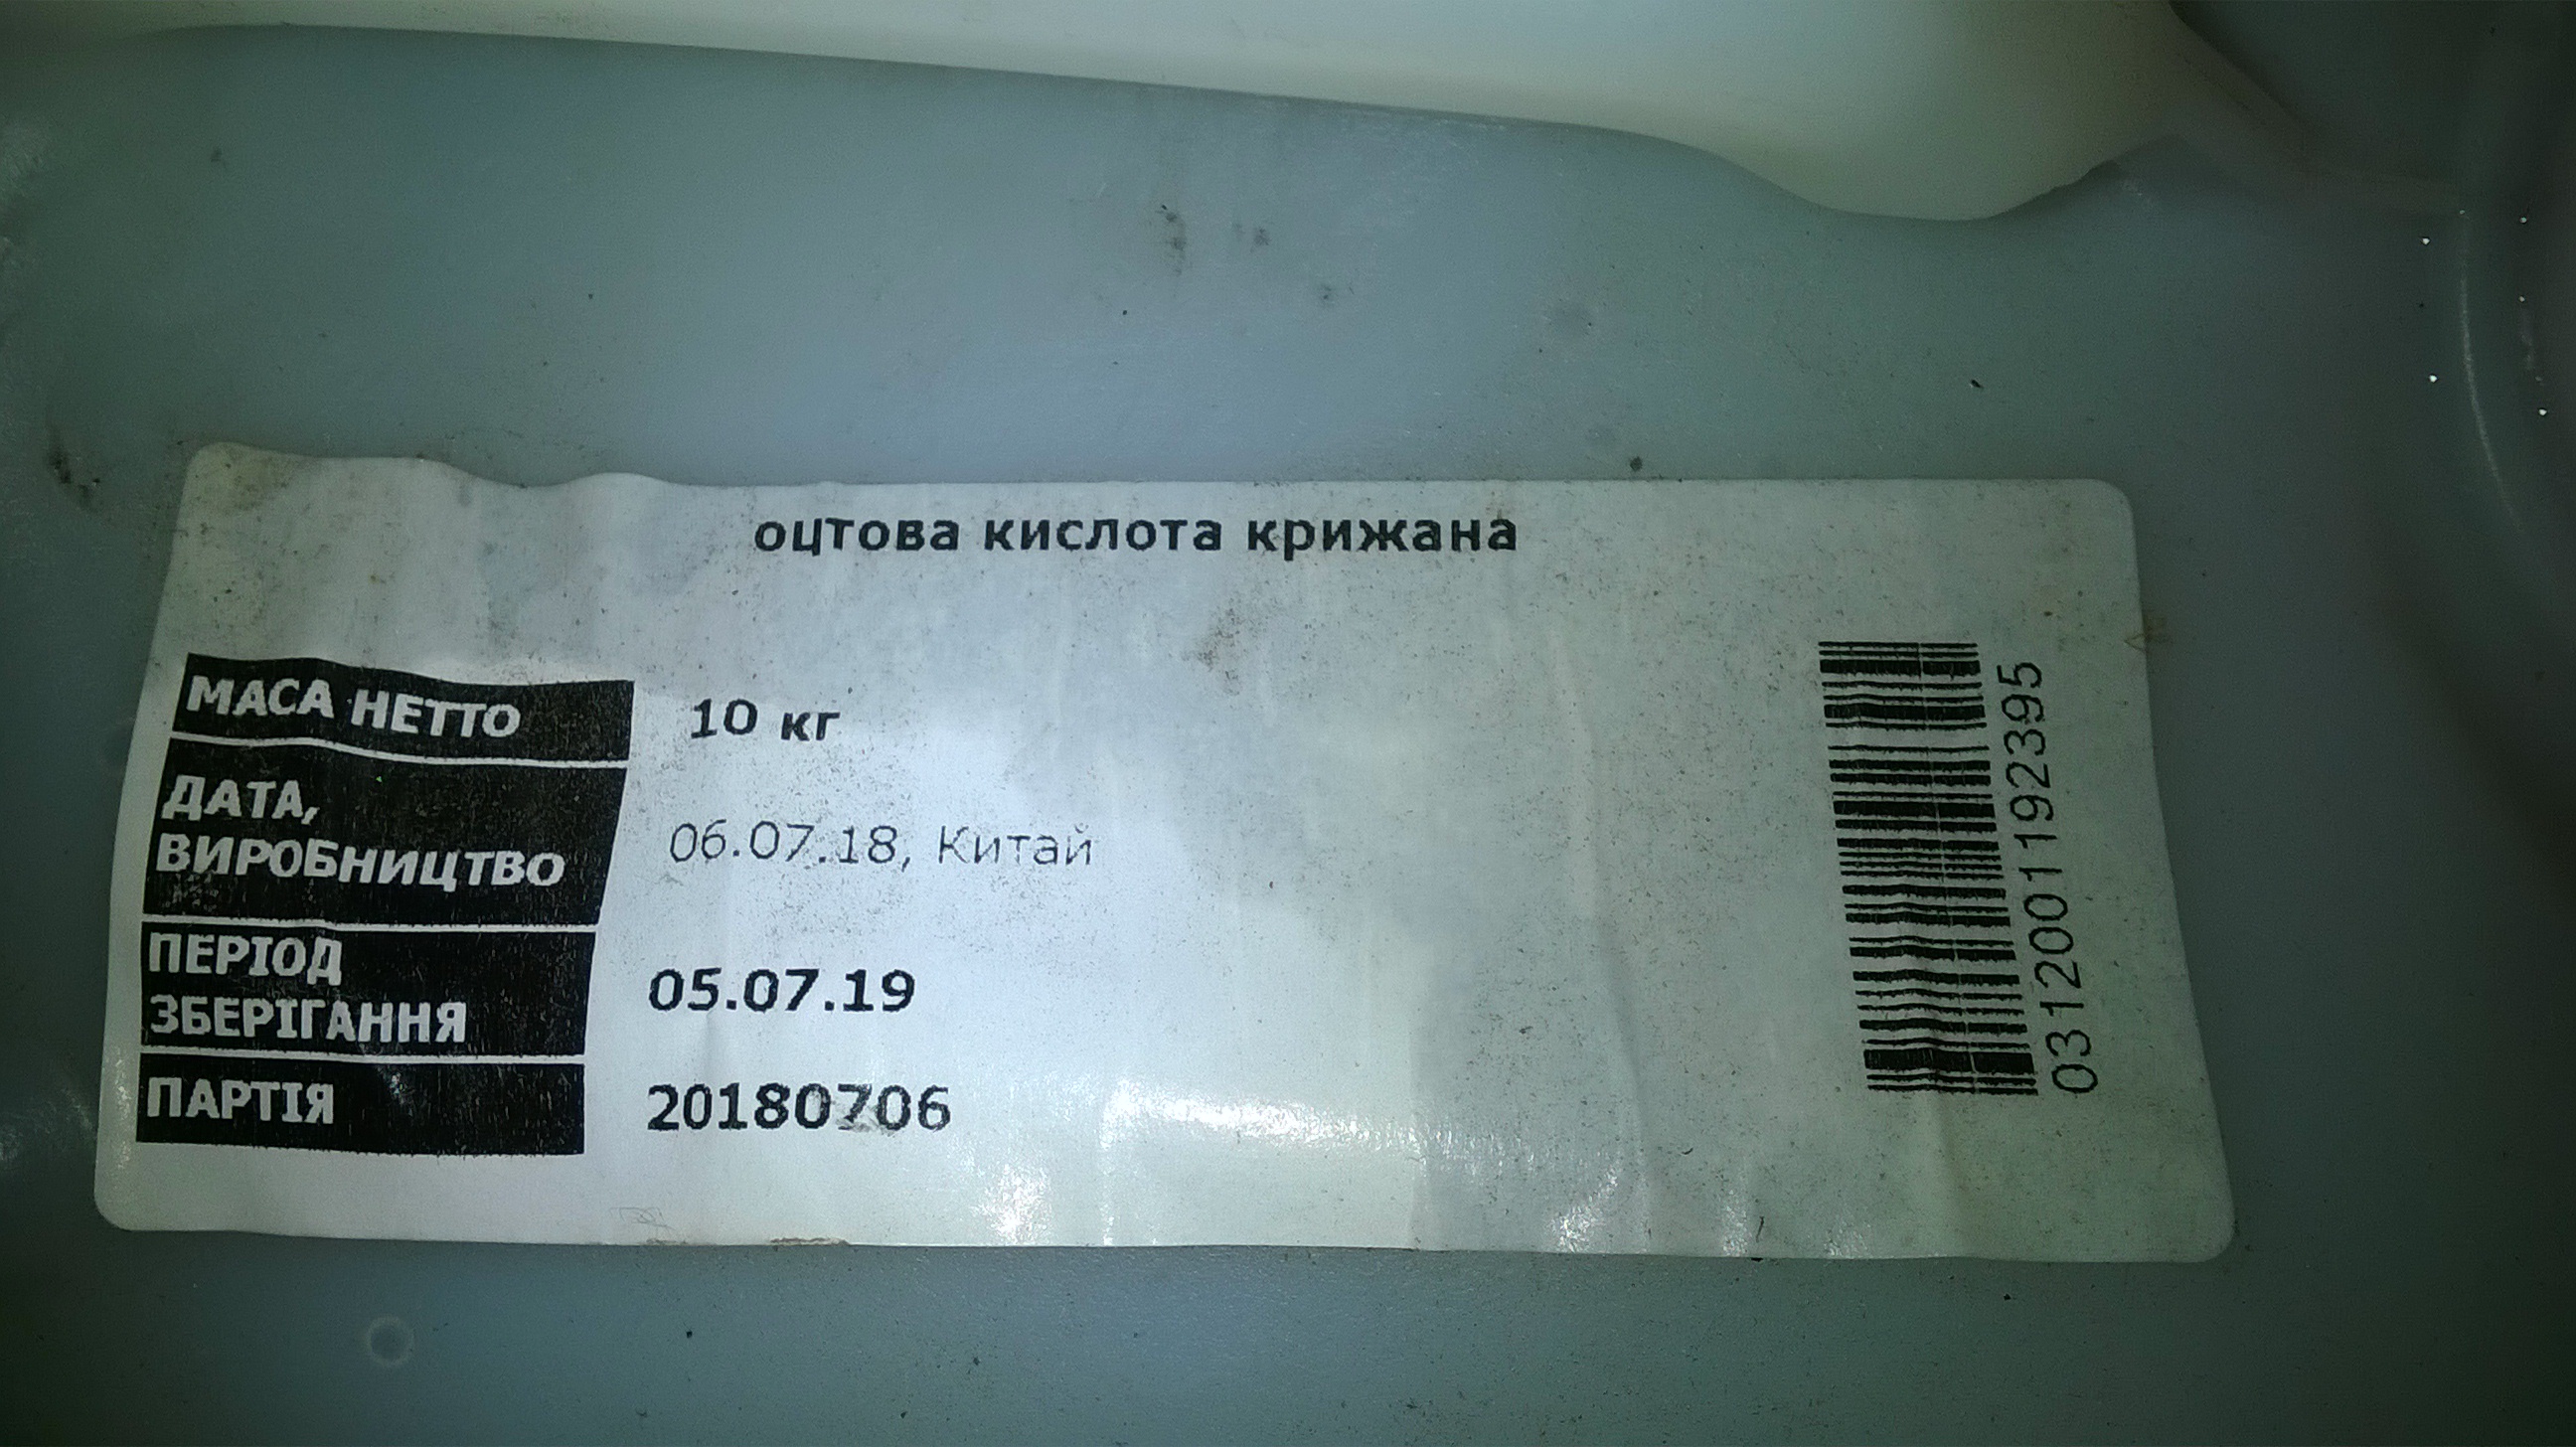 оцтова кислота крижана
МАСА НЕТТО 10 кг
ДАТА,
ВИРОБНИЦТВО 06.07.18, Китай
ПЕРІОД
ЗБЕРІГАННЯ 05.07.19
ПАРТІЯ 20180706
0312001192395